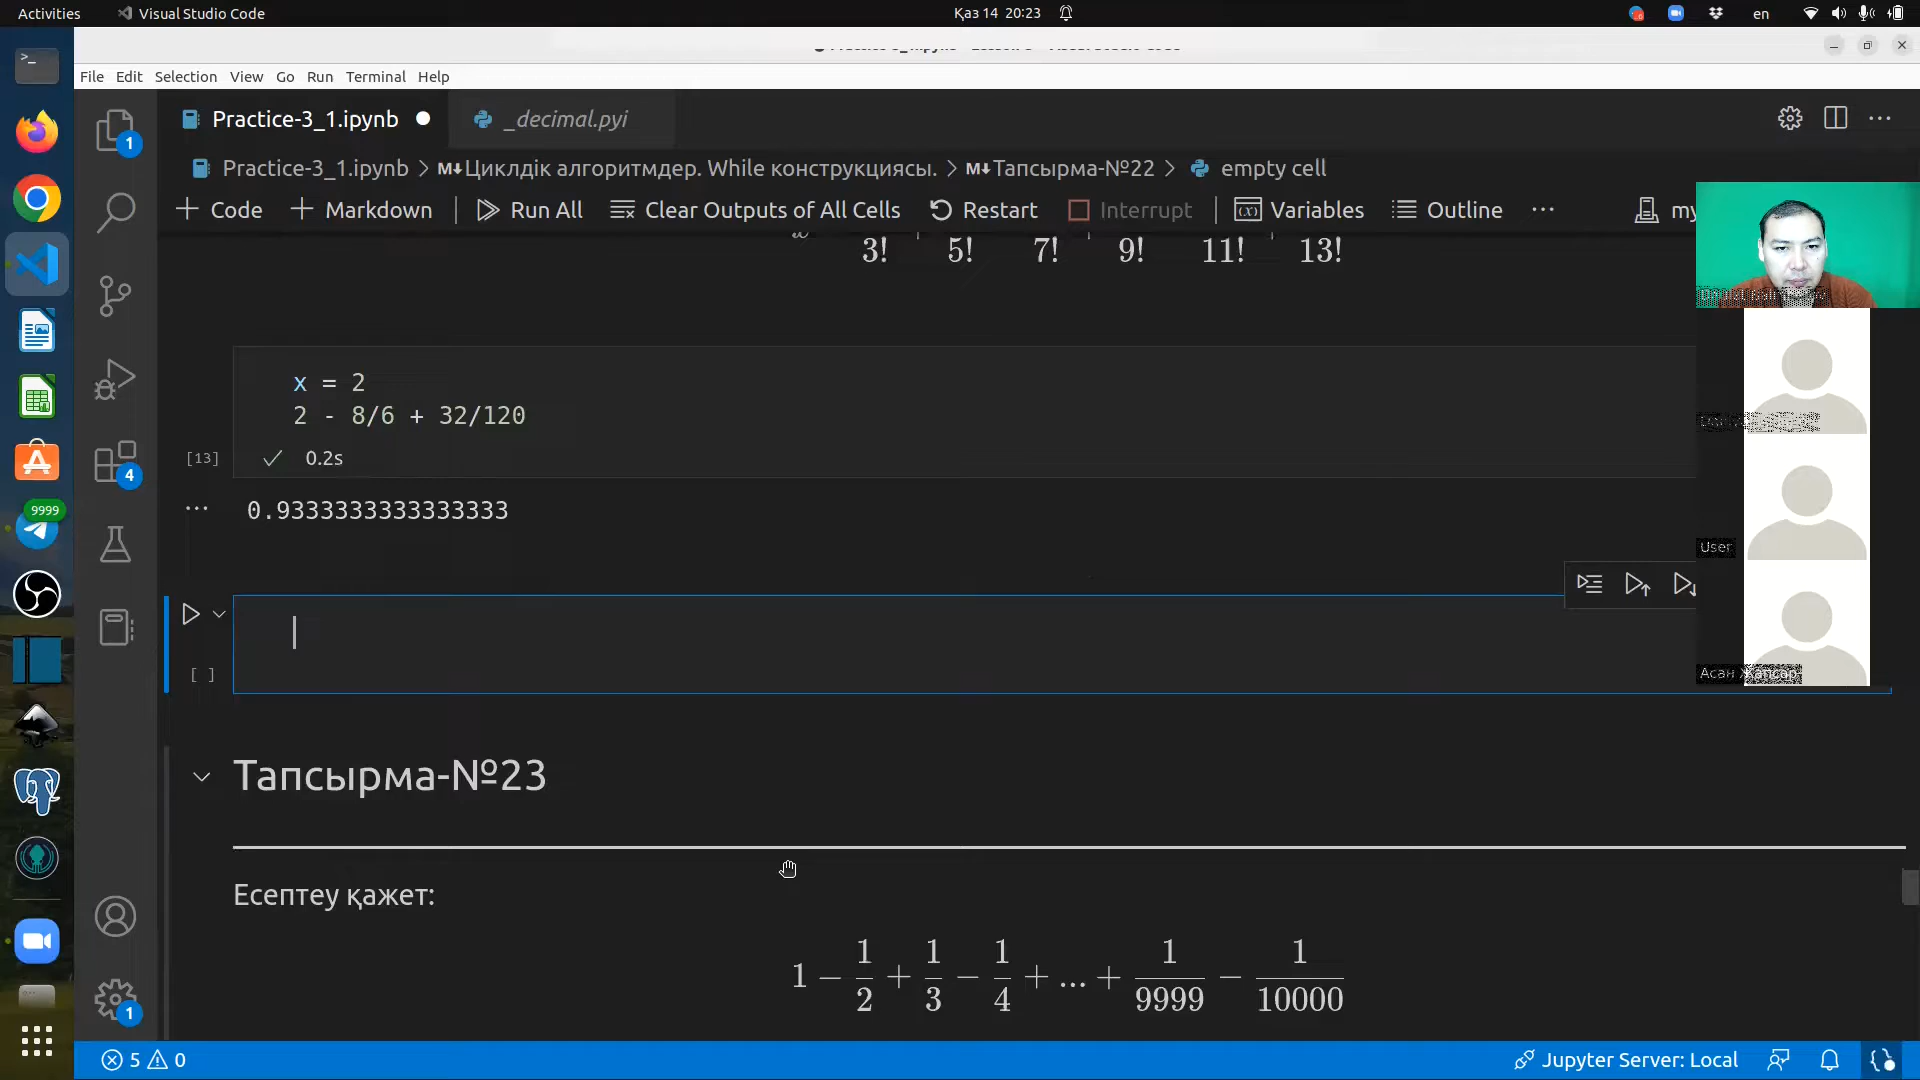 Activities
Visual Studio Code
Қаз 14 20:23
en
File Edit Selection View Go Run Terminal Help
Practice-3_1.ipynb
_decimal.pyi
Practice-3_1.ipynb > M↓Циклдік алгоритмдер. While конструкциясы. > M↓Тапсырма-№22 > empty cell
+ Code + Markdown Run All Clear Outputs of All Cells Restart Interrupt Variables Outline ... my
3! 5! 7! 9! 11! 13!
x = 2
2 - 8/6 + 32/120
[13]
0.2s
... 0.9333333333333333
User
[ ]
Асан Жапсар
Тапсырма-№23
Есептеу қажет:
1 − 1/2 + 1/3 − 1/4 + ... + 1/9999 − 1/10000
1
4
9999
1
5 0
Jupyter Server: Local